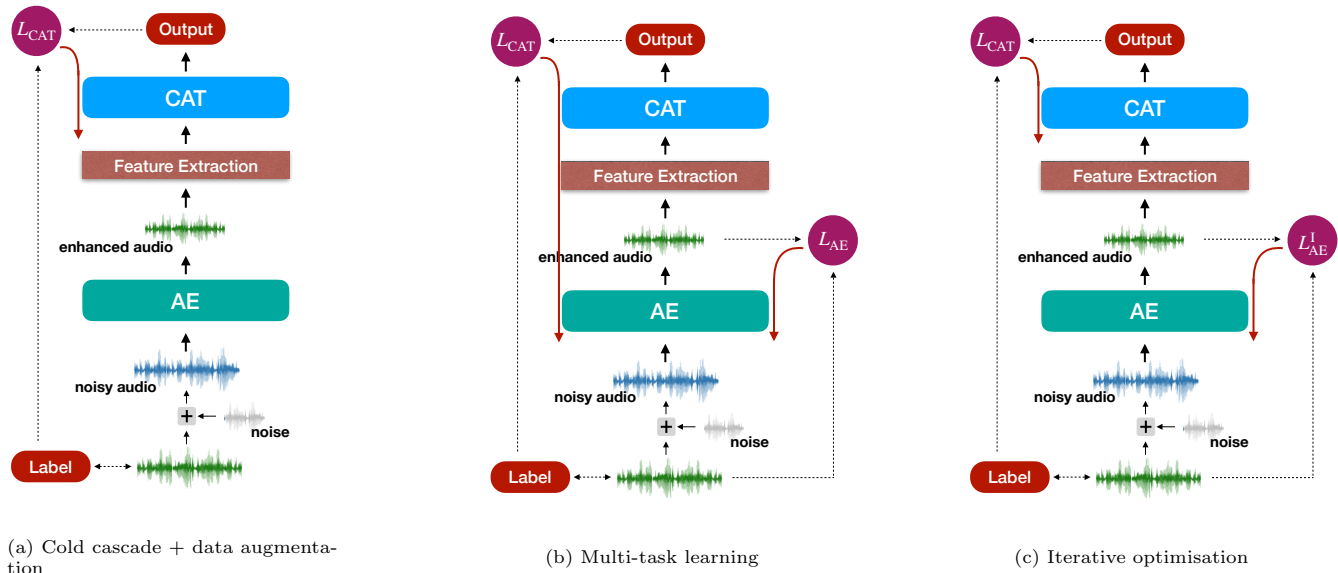 L_CAT
Output
CAT
Feature Extraction
enhanced audio
AE
noisy audio
+
noise
Label
(a) Cold cascade + data augmenta-
tion
L_CAT
Output
CAT
Feature Extraction
enhanced audio
L_AE
AE
noisy audio
+
noise
Label
(b) Multi-task learning
L_CAT
Output
CAT
Feature Extraction
enhanced audio
L_AE^I
AE
noisy audio
+
noise
Label
(c) Iterative optimisation